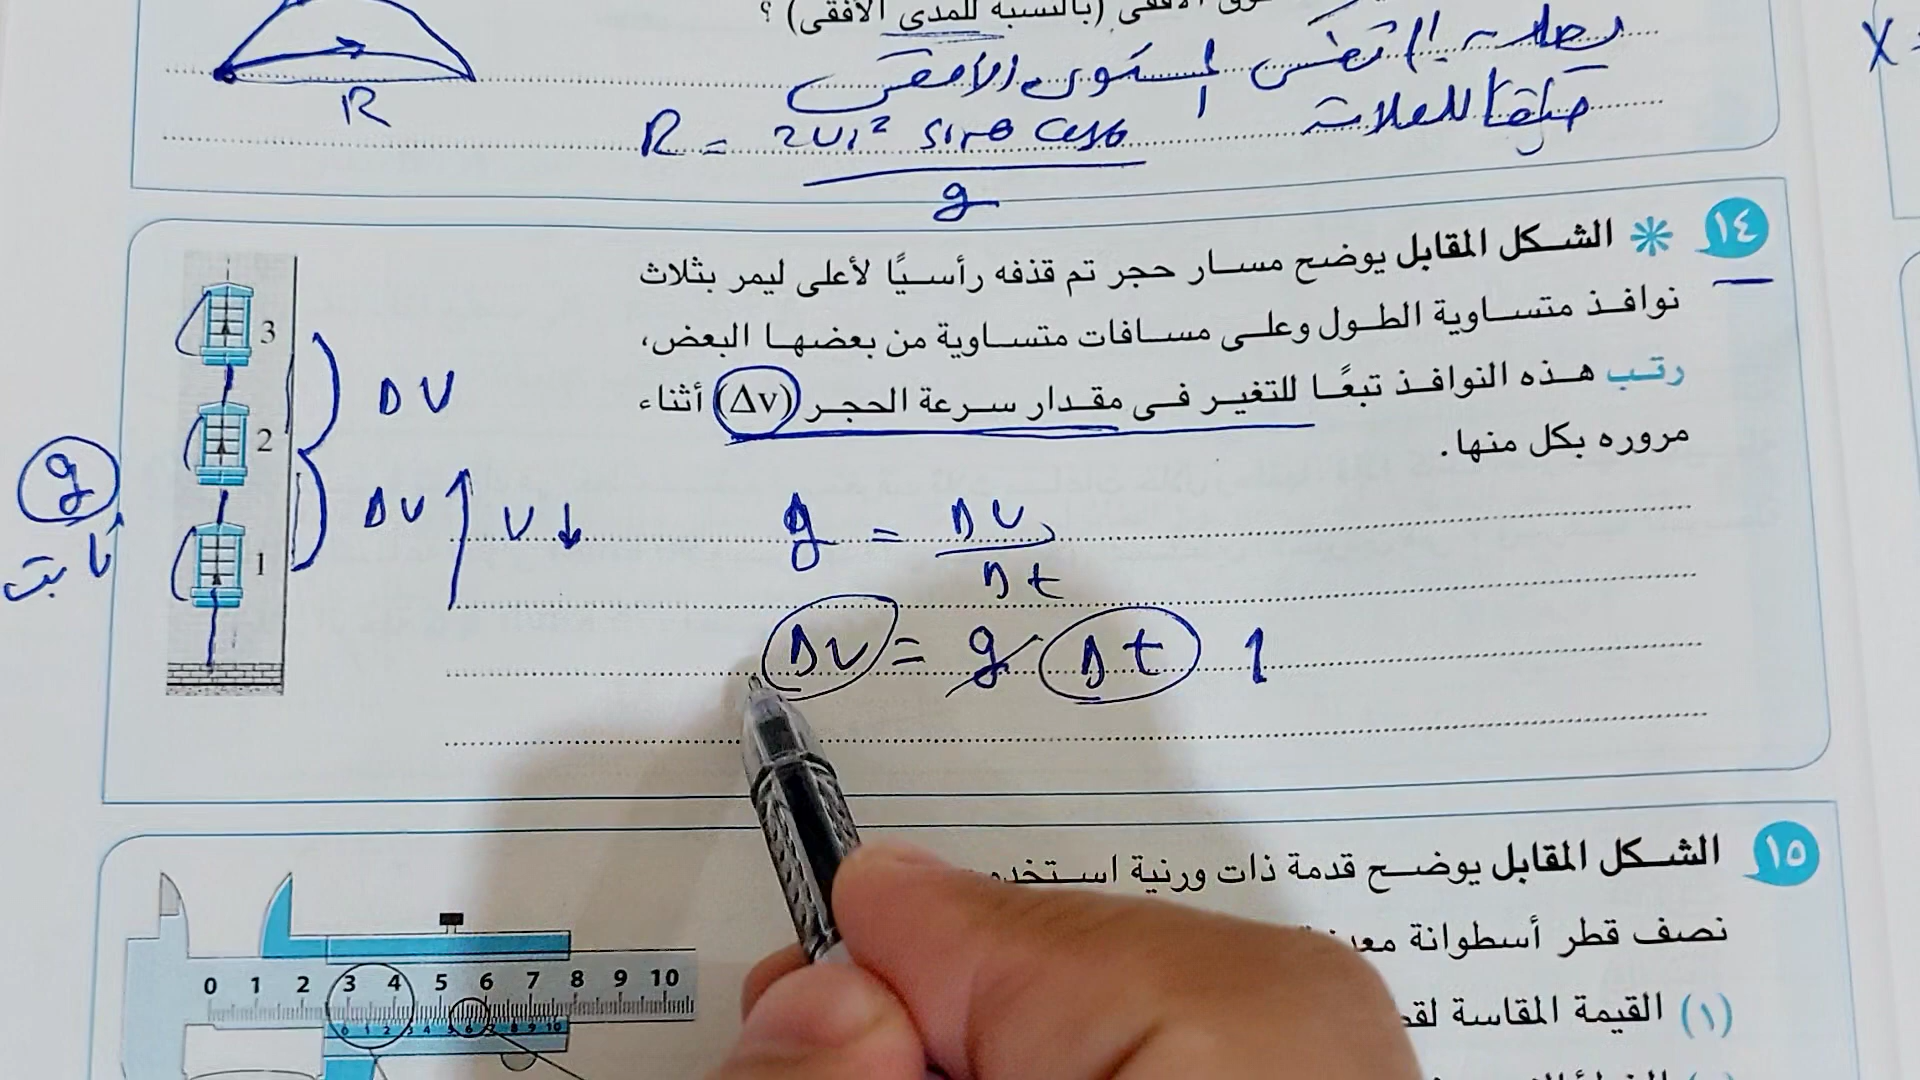 فوق الأفقى (بالنسبة للمدى الأفقى) ؟
R
R = 2vi² sinθ cosθ
g
١٤ * الشكل المقابل يوضح مسار حجر تم قذفه رأسيًا لأعلى ليمر بثلاث
نوافذ متساوية الطول وعلى مسافات متساوية من بعضها البعض،
رتب هذه النوافذ تبعًا للتغير فى مقدار سرعة الحجر (Δv) أثناء
مروره بكل منها.
3
2
1
Δv
Δv
v
g
ثابت
g = Δv
Δt
Δv = g Δt
١٥ الشكل المقابل يوضح قدمة ذات ورنية
نصف قطر أسطوانة
(١) القيمة المقاسة
0 1 2 3 4 5 6 7 8 9 10